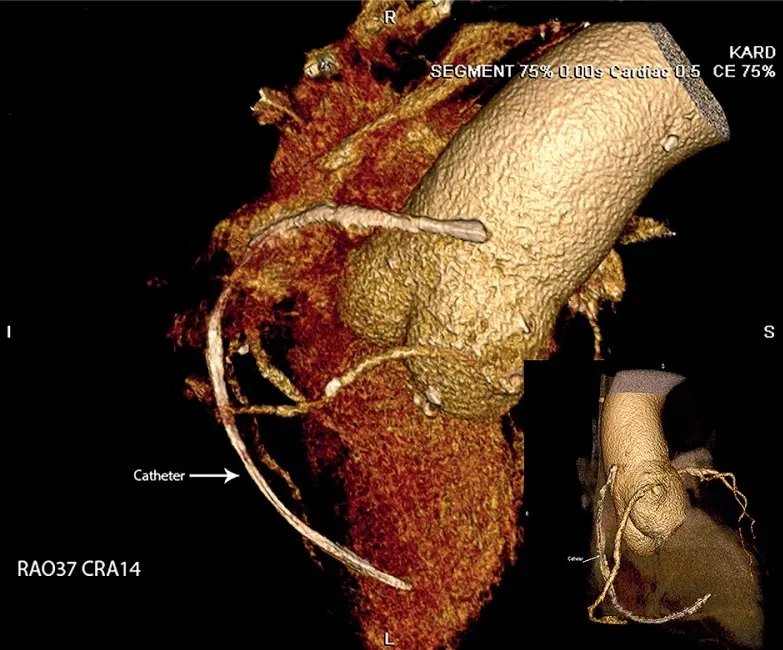 R
KARD
SEGMENT 75% 0.00s Cardiac 0.5 CE 75%
I
S
S
Catheter
Catheter
RAO37 CRA14
L